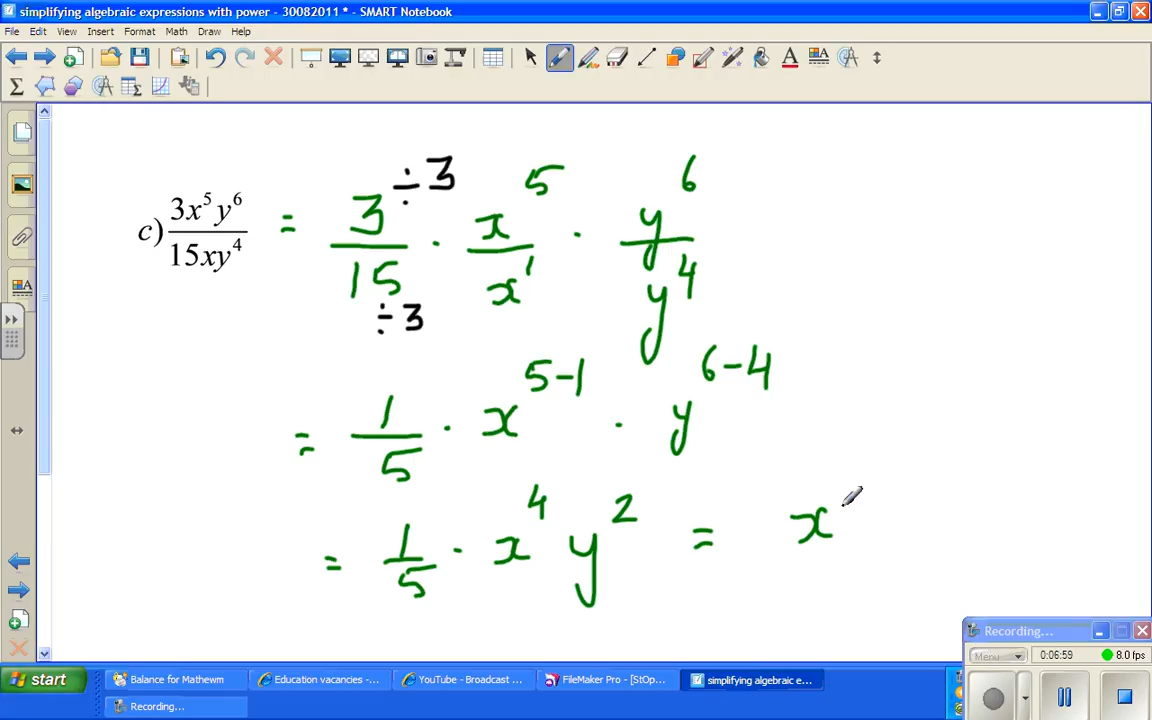 simplifying algebraic expressions with power - 30082011 * - SMART Notebook
File Edit View Insert Format Math Draw Help
÷3
c) 3x⁵y⁶ / 15xy⁴ = 3/15 · x⁵/x¹ · y⁶/y⁴
÷3
= 1/5 · x⁵⁻¹ · y⁶⁻⁴
= 1/5 · x⁴ y² = x
Recording...
Menu 0:06:59 8.0 fps
start Balance for Mathewm Education vacancies -... YouTube - Broadcast ... FileMaker Pro - [StOp... simplifying algebraic e...
Recording...